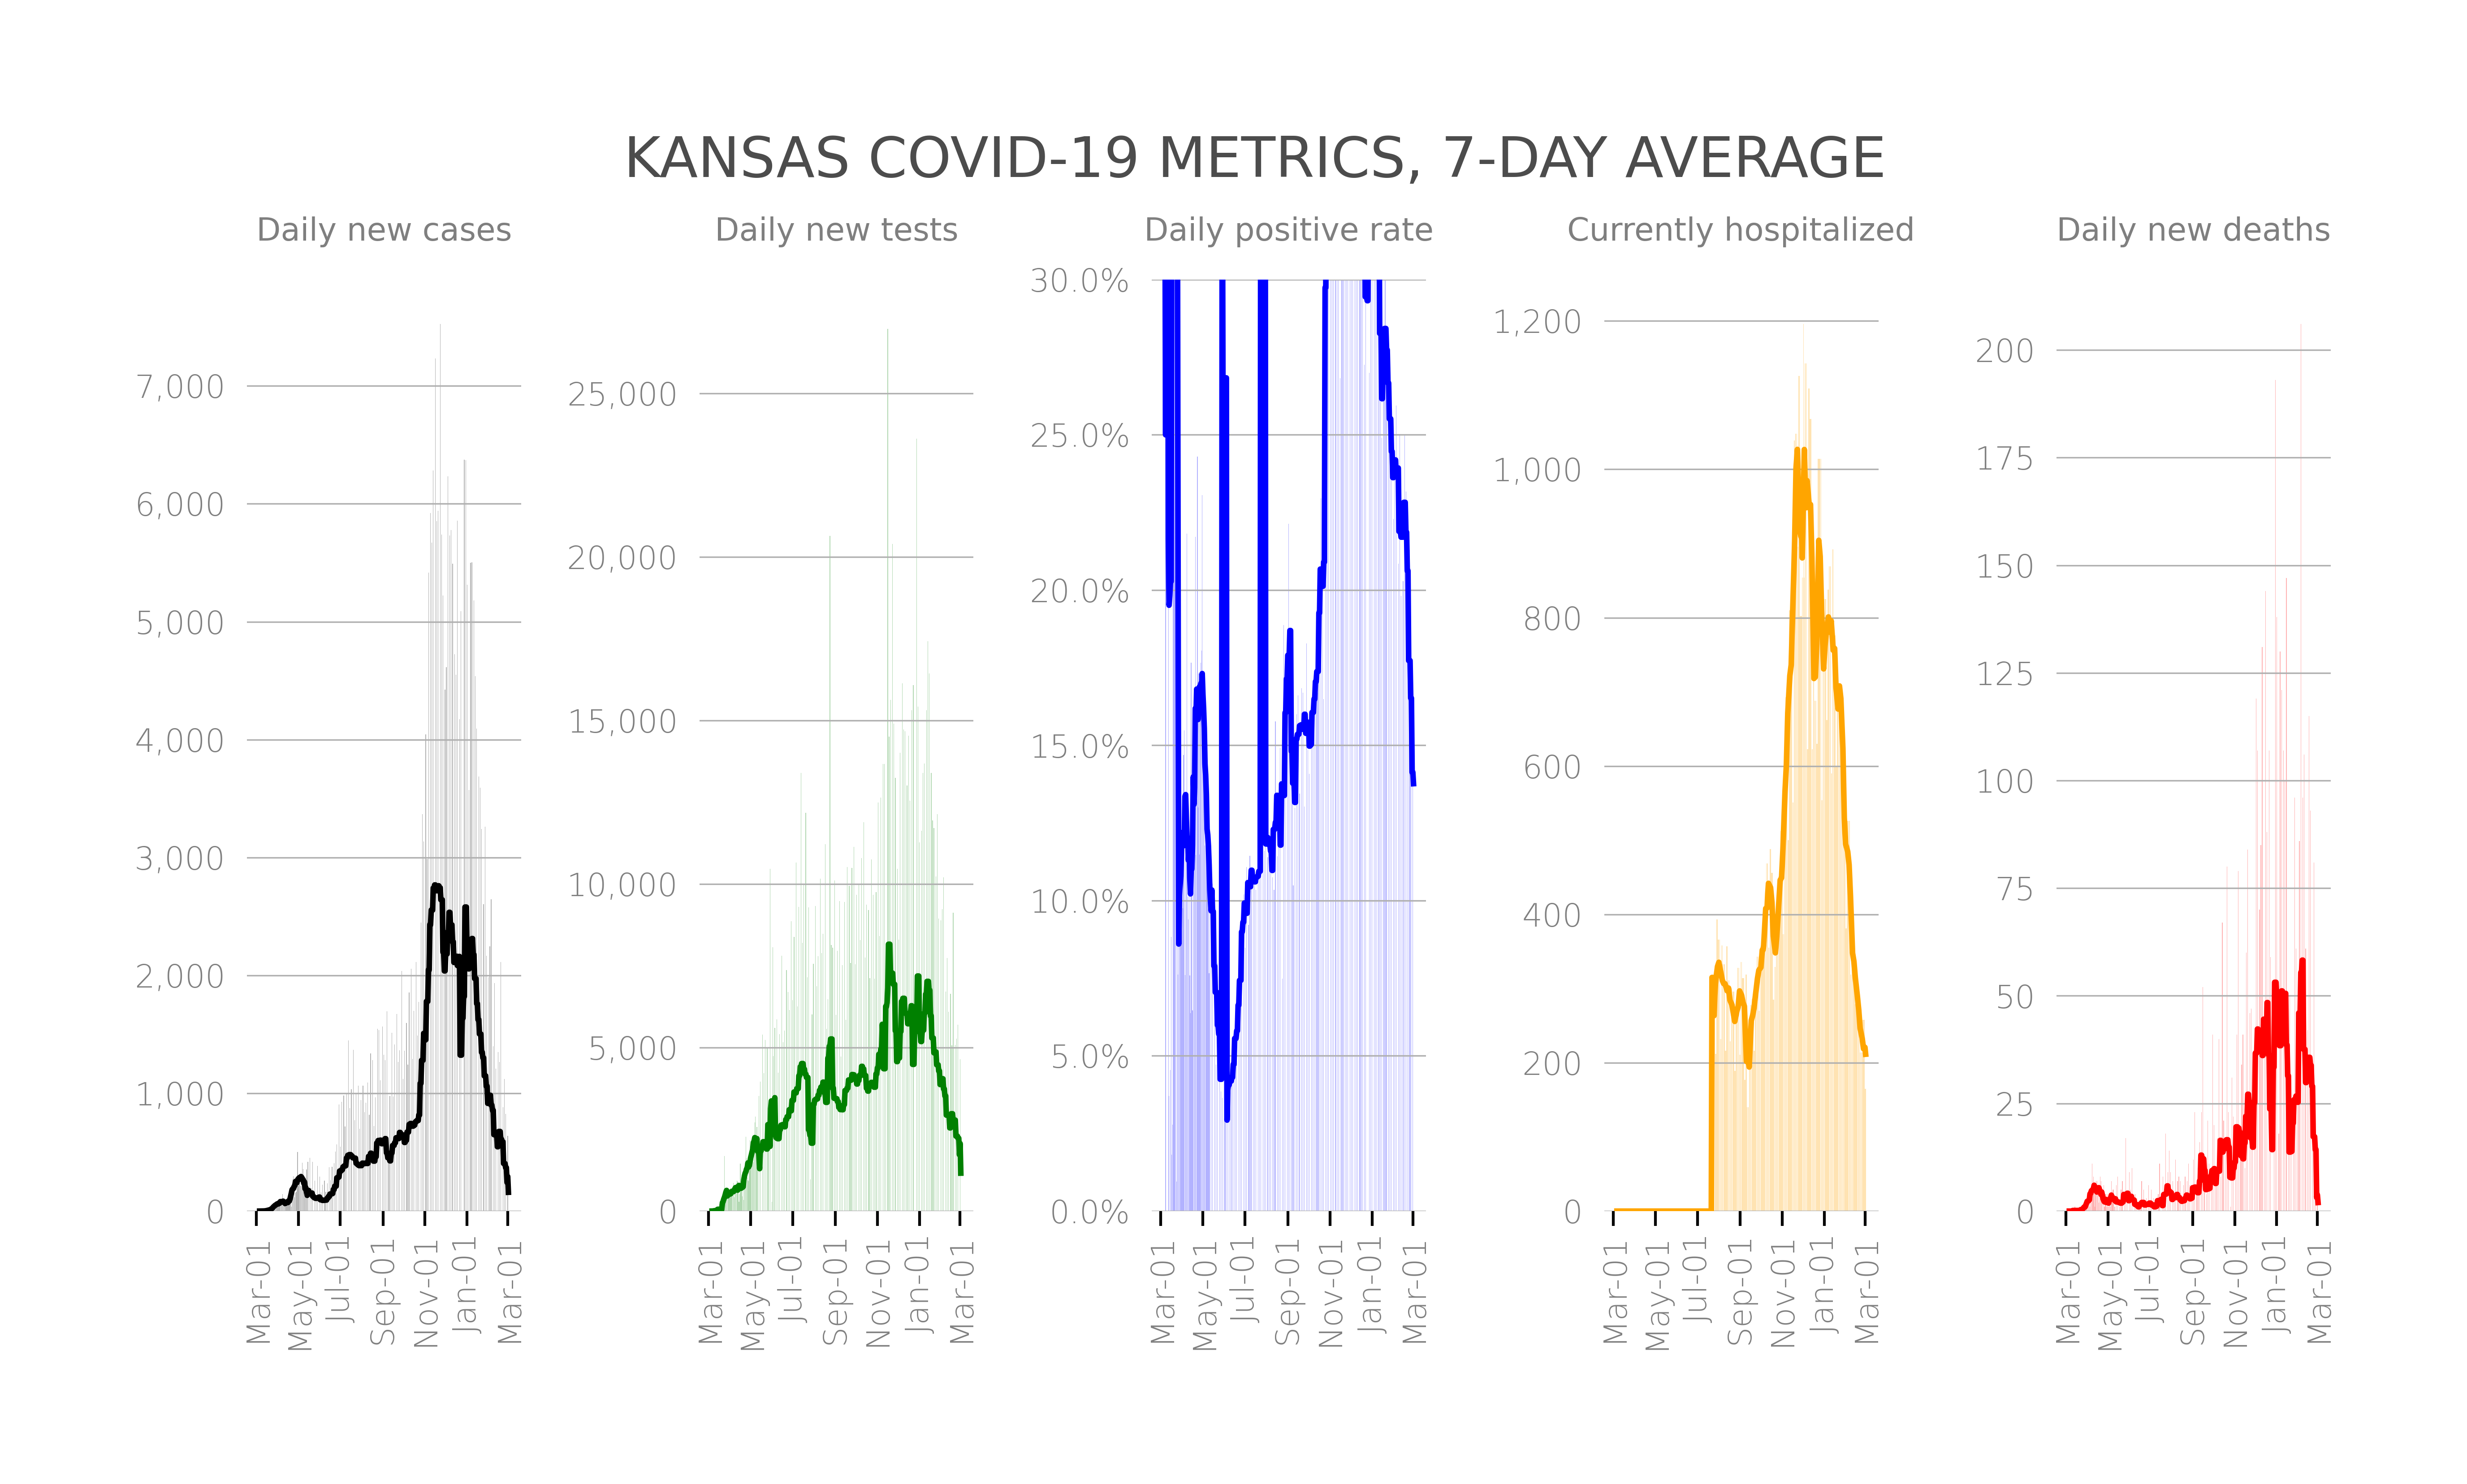 KANSAS COVID-19 METRICS, 7-DAY AVERAGE
Daily new cases
7,000
6,000
5,000
4,000
3,000
2,000
1,000
0
Mar-01
May-01
Jul-01
Sep-01
Nov-01
Jan-01
Mar-01
Daily new tests
25,000
20,000
15,000
10,000
5,000
0
Mar-01
May-01
Jul-01
Sep-01
Nov-01
Jan-01
Mar-01
Daily positive rate
30.0%
25.0%
20.0%
15.0%
10.0%
5.0%
0.0%
Mar-01
May-01
Jul-01
Sep-01
Nov-01
Jan-01
Mar-01
Currently hospitalized
1,200
1,000
800
600
400
200
0
Mar-01
May-01
Jul-01
Sep-01
Nov-01
Jan-01
Mar-01
Daily new deaths
200
175
150
125
100
75
50
25
0
Mar-01
May-01
Jul-01
Sep-01
Nov-01
Jan-01
Mar-01